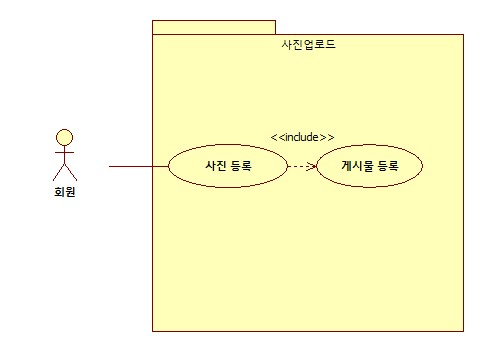 사진업로드
<<include>>
사진 등록
게시물 등록
회원